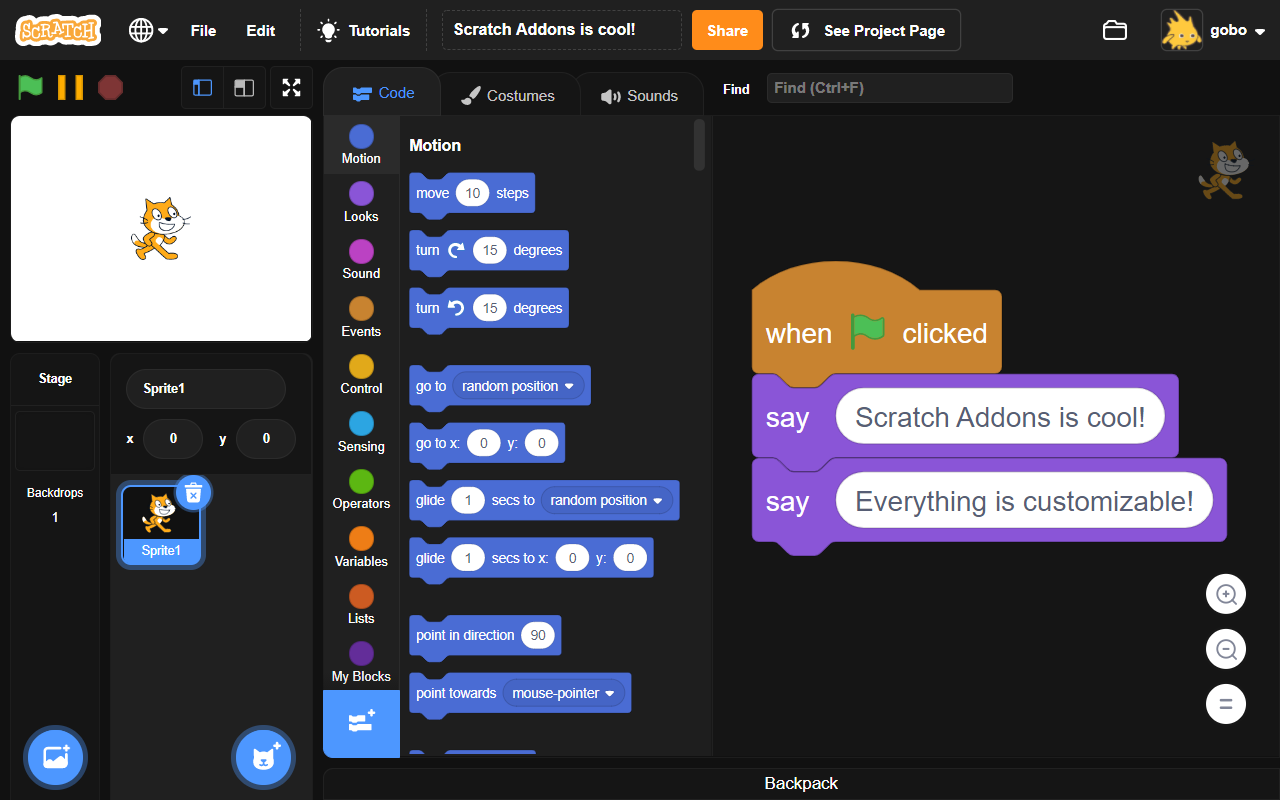 SCRATCH
File
Edit
Tutorials
Scratch Addons is cool!
Share
See Project Page
gobo
Code
Costumes
Sounds
Find
Find (Ctrl+F)
Motion
Looks
Sound
Events
Control
Sensing
Operators
Variables
Lists
My Blocks
Motion
move 10 steps
turn 15 degrees
turn 15 degrees
go to random position
go to x: 0 y: 0
glide 1 secs to random position
glide 1 secs to x: 0 y: 0
point in direction 90
point towards mouse-pointer
when clicked
say Scratch Addons is cool!
say Everything is customizable!
Stage
Backdrops
1
Sprite1
x 0 y 0
Sprite1
Backpack